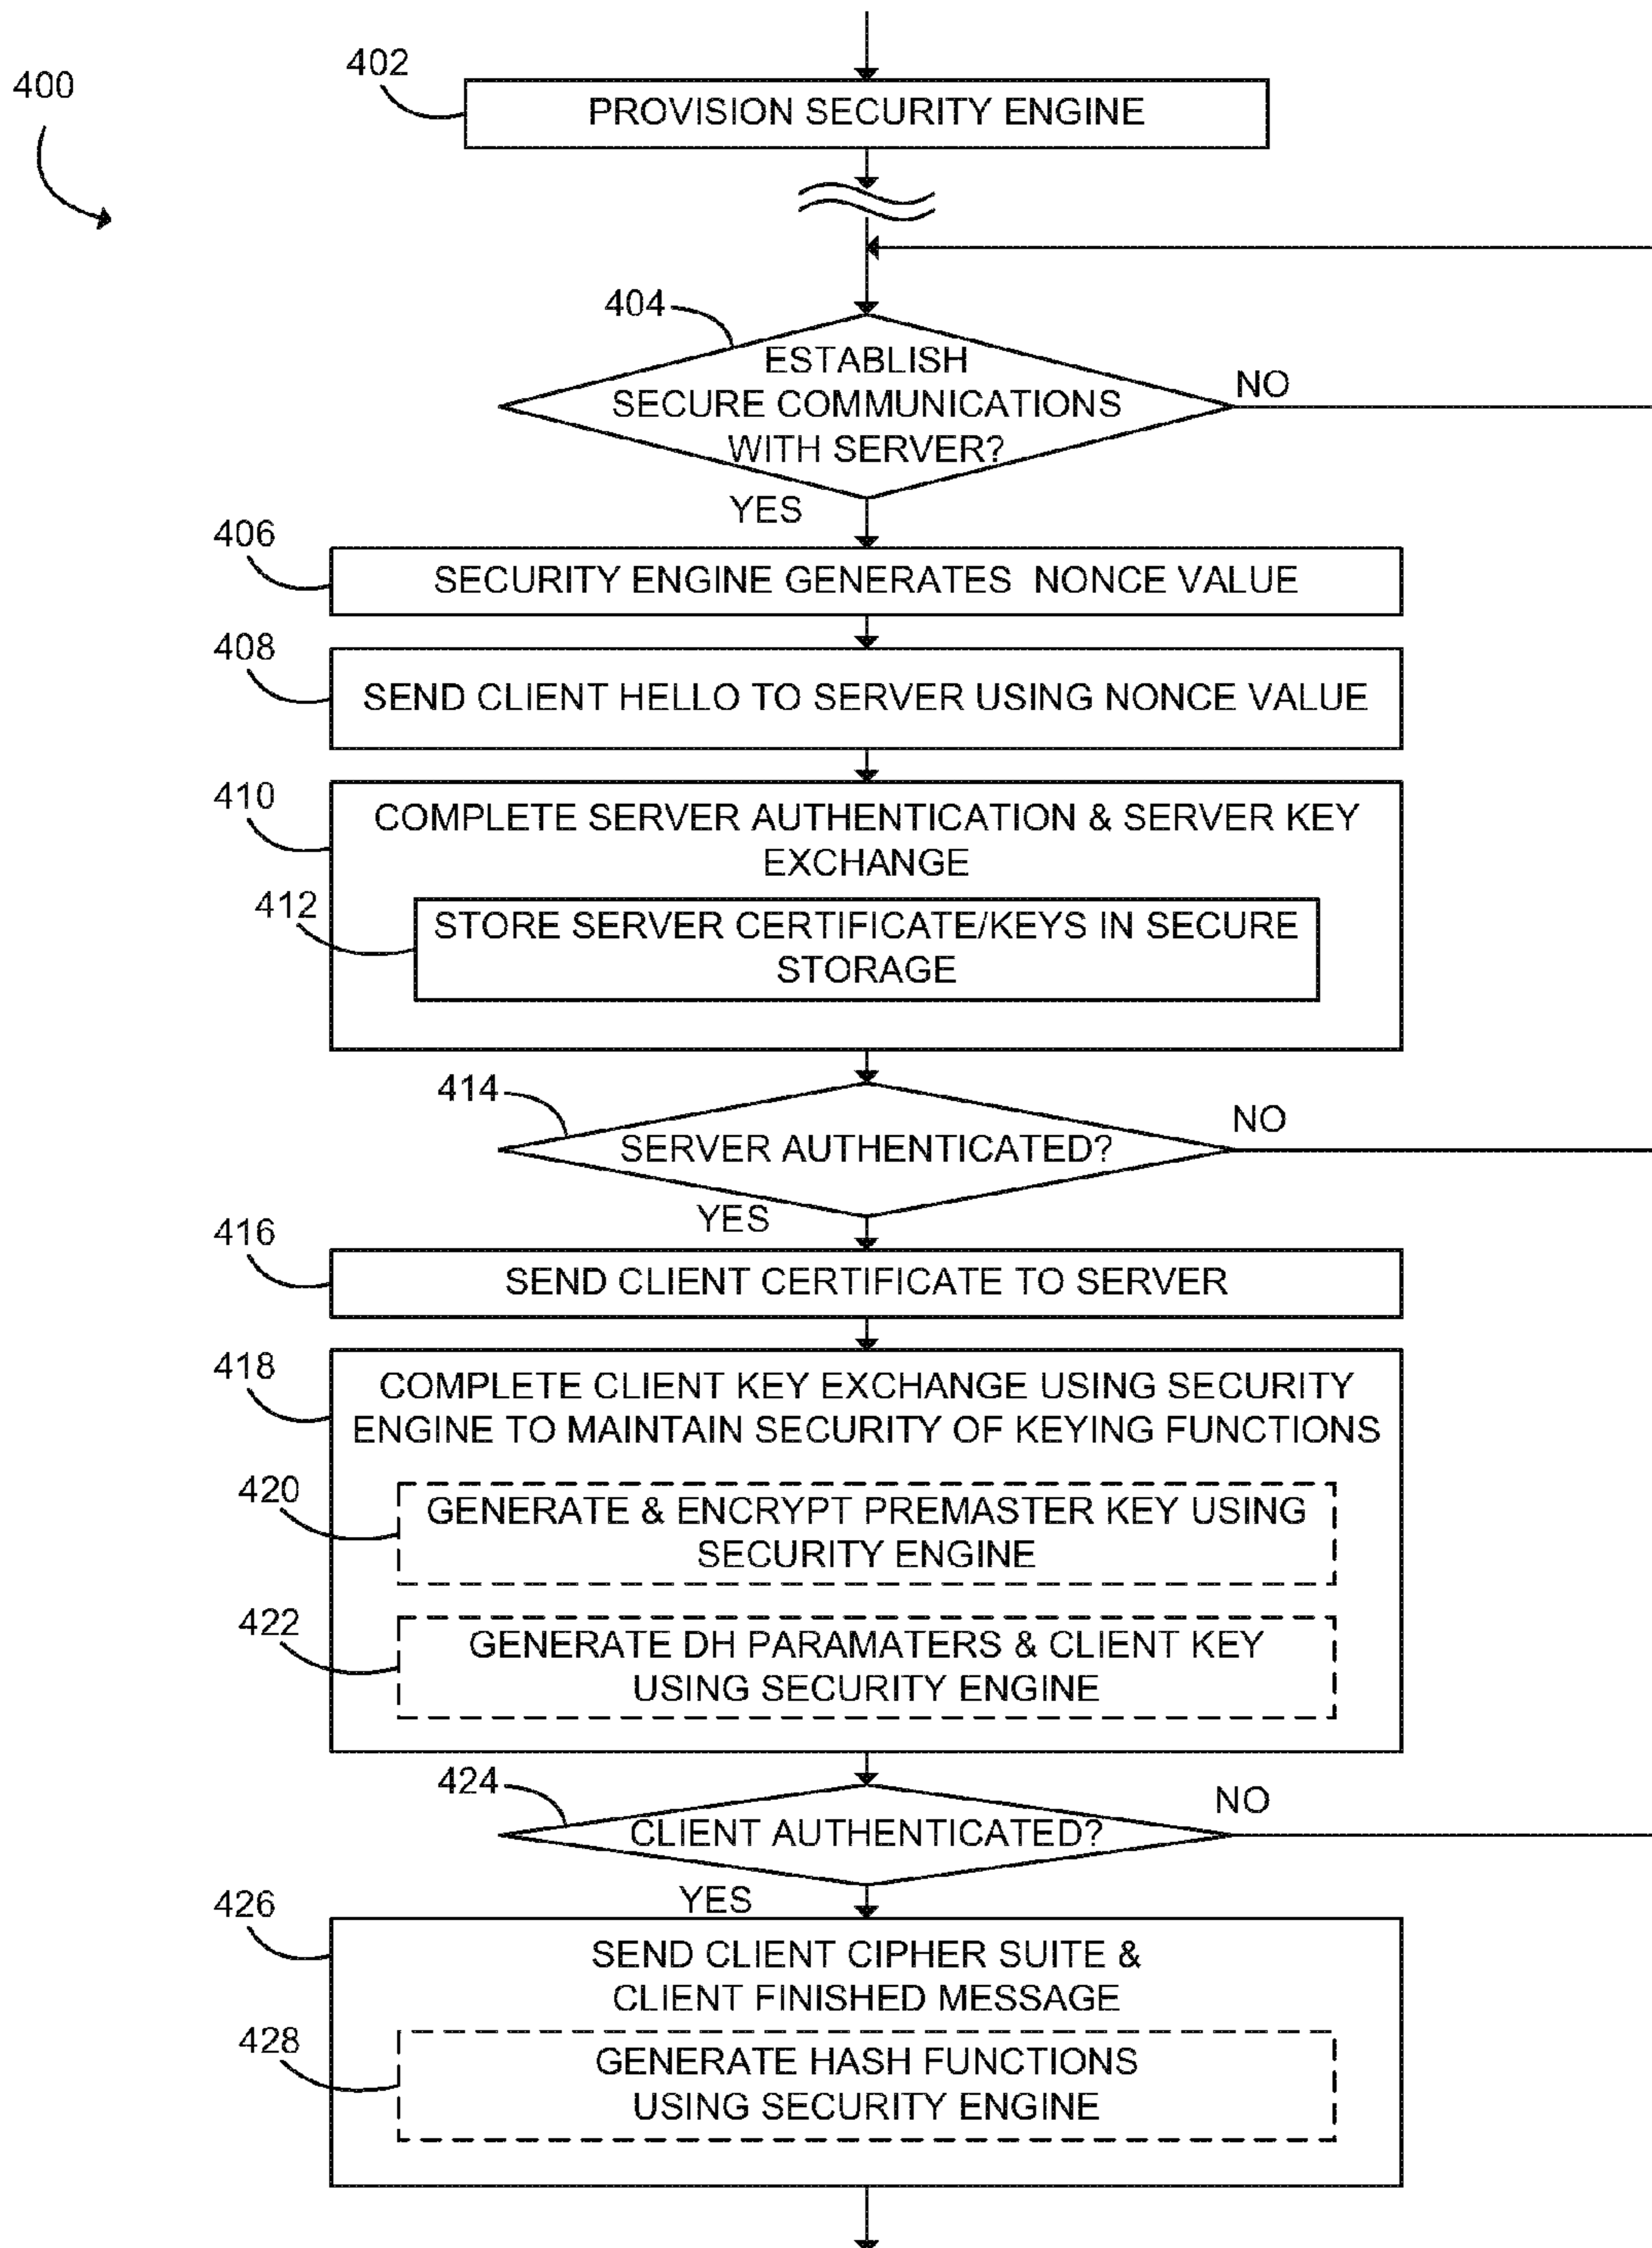 400
402
PROVISION SECURITY ENGINE
404
ESTABLISH
SECURE COMMUNICATIONS
WITH SERVER?
NO
YES
406
SECURITY ENGINE GENERATES NONCE VALUE
408
SEND CLIENT HELLO TO SERVER USING NONCE VALUE
410
COMPLETE SERVER AUTHENTICATION & SERVER KEY
EXCHANGE
412
STORE SERVER CERTIFICATE/KEYS IN SECURE
STORAGE
414
SERVER AUTHENTICATED?
NO
YES
416
SEND CLIENT CERTIFICATE TO SERVER
418
COMPLETE CLIENT KEY EXCHANGE USING SECURITY
ENGINE TO MAINTAIN SECURITY OF KEYING FUNCTIONS
420
GENERATE & ENCRYPT PREMASTER KEY USING
SECURITY ENGINE
422
GENERATE DH PARAMATERS & CLIENT KEY
USING SECURITY ENGINE
424
CLIENT AUTHENTICATED?
NO
YES
426
SEND CLIENT CIPHER SUITE &
CLIENT FINISHED MESSAGE
428
GENERATE HASH FUNCTIONS
USING SECURITY ENGINE